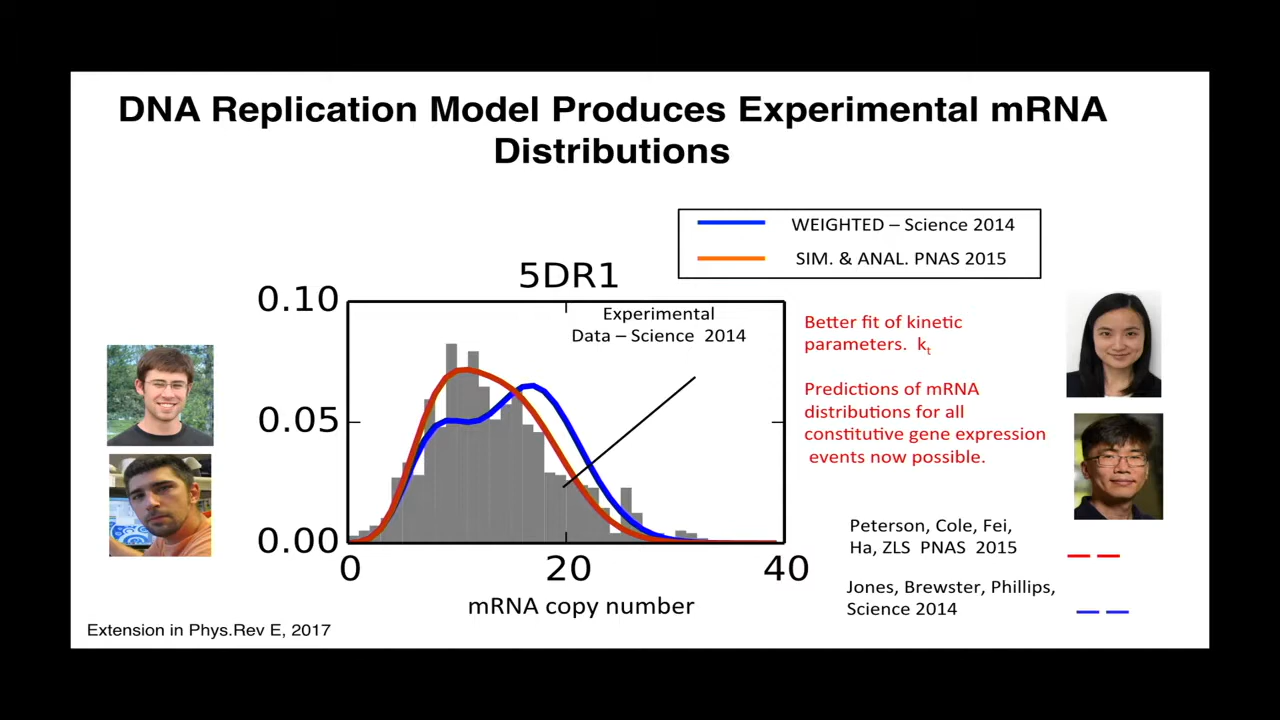 DNA Replication Model Produces Experimental mRNA
Distributions
WEIGHTED – Science 2014
SIM. & ANAL. PNAS 2015
5DR1
0.10
0.05
0.00
0
20
40
mRNA copy number
Experimental
Data – Science 2014
Better fit of kinetic
parameters. kt
Predictions of mRNA
distributions for all
constitutive gene expression
events now possible.
Peterson, Cole, Fei,
Ha, ZLS PNAS 2015
Jones, Brewster, Phillips,
Science 2014
Extension in Phys.Rev E, 2017